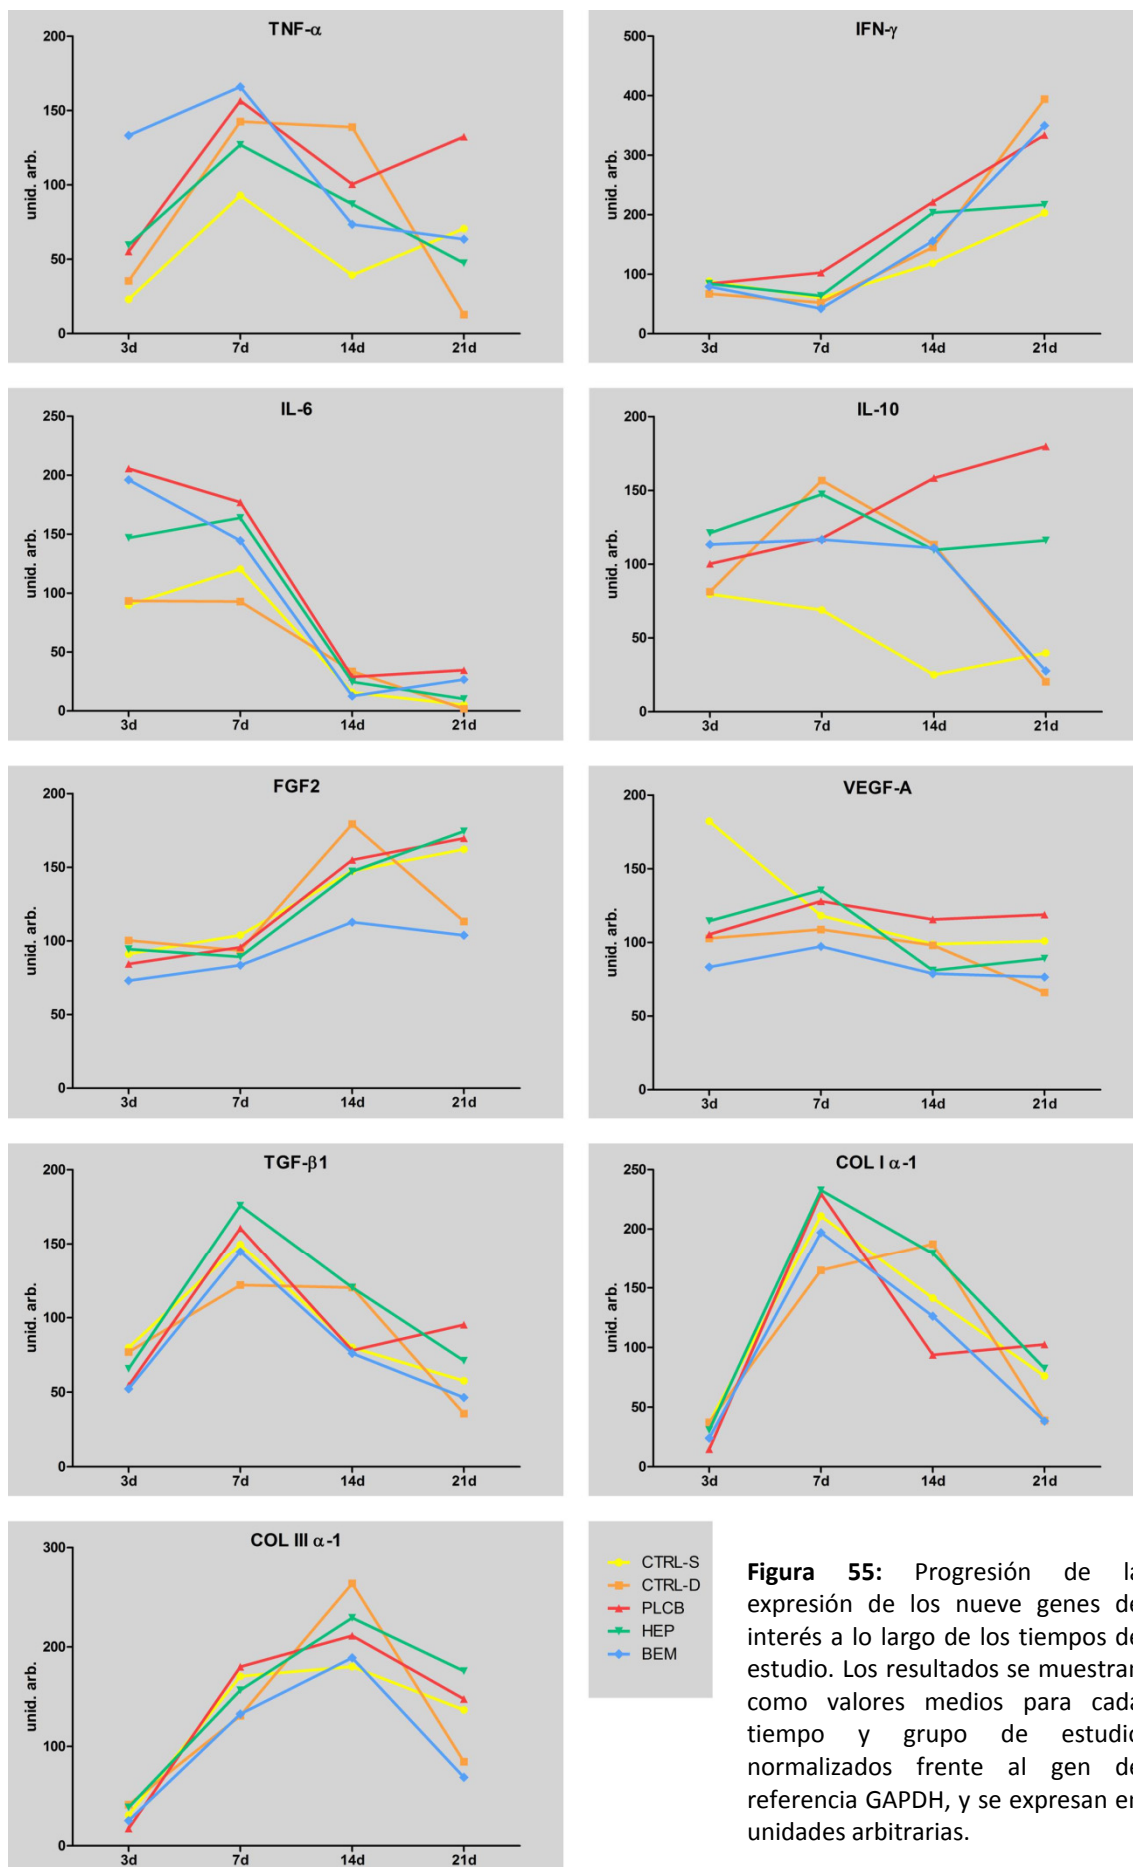 TNF-α
200
150
100
50
0
unid. arb.
3d 7d 14d 21d
IFN-γ
500
400
300
200
100
0
unid. arb.
3d 7d 14d 21d
IL-6
250
200
150
100
50
0
unid. arb.
3d 7d 14d 21d
IL-10
200
150
100
50
0
unid. arb.
3d 7d 14d 21d
FGF2
200
150
100
50
0
unid. arb.
3d 7d 14d 21d
VEGF-A
200
150
100
50
0
unid. arb.
3d 7d 14d 21d
TGF-β1
200
150
100
50
0
unid. arb.
3d 7d 14d 21d
COL I α-1
250
200
150
100
50
0
unid. arb.
3d 7d 14d 21d
COL III α-1
300
200
100
0
unid. arb.
3d 7d 14d 21d
CTRL-S
CTRL-D
PLCB
HEP
BEM
Figura 55: Progresión de la
expresión de los nueve genes de
interés a lo largo de los tiempos de
estudio. Los resultados se muestran
como valores medios para cada
tiempo y grupo de estudio
normalizados frente al gen de
referencia GAPDH, y se expresan en
unidades arbitrarias.